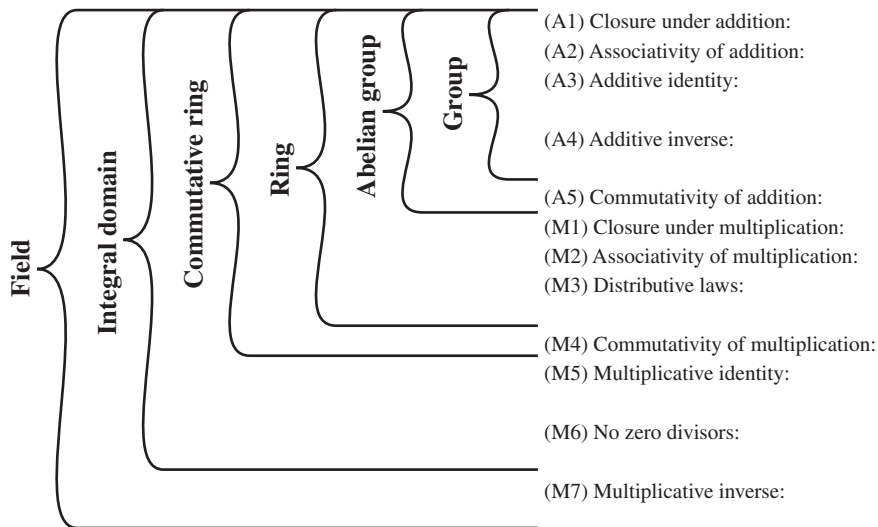 Field
Integral domain
Commutative ring
Ring
Abelian group
Group
(A1) Closure under addition:
(A2) Associativity of addition:
(A3) Additive identity:
(A4) Additive inverse:
(A5) Commutativity of addition:
(M1) Closure under multiplication:
(M2) Associativity of multiplication:
(M3) Distributive laws:
(M4) Commutativity of multiplication:
(M5) Multiplicative identity:
(M6) No zero divisors:
(M7) Multiplicative inverse: